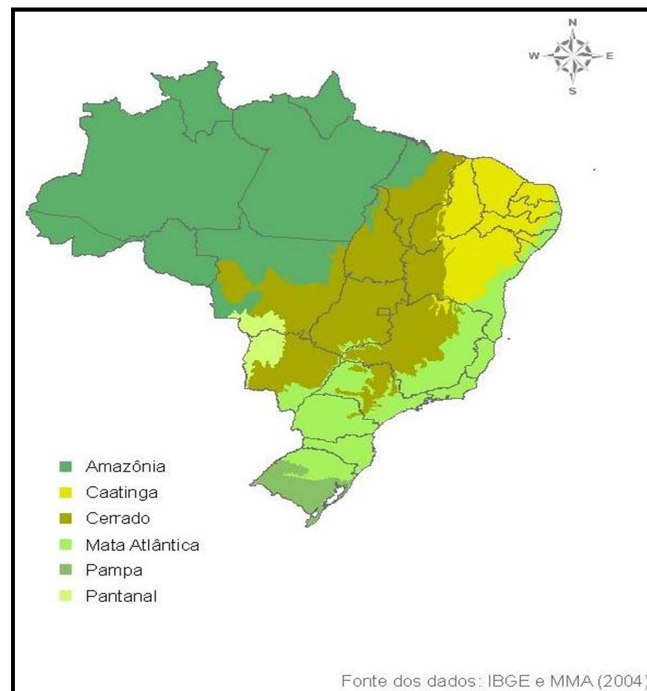 N
W E
S
Amazônia
Caatinga
Cerrado
Mata Atlântica
Pampa
Pantanal
Fonte dos dados: IBGE e MMA (2004)